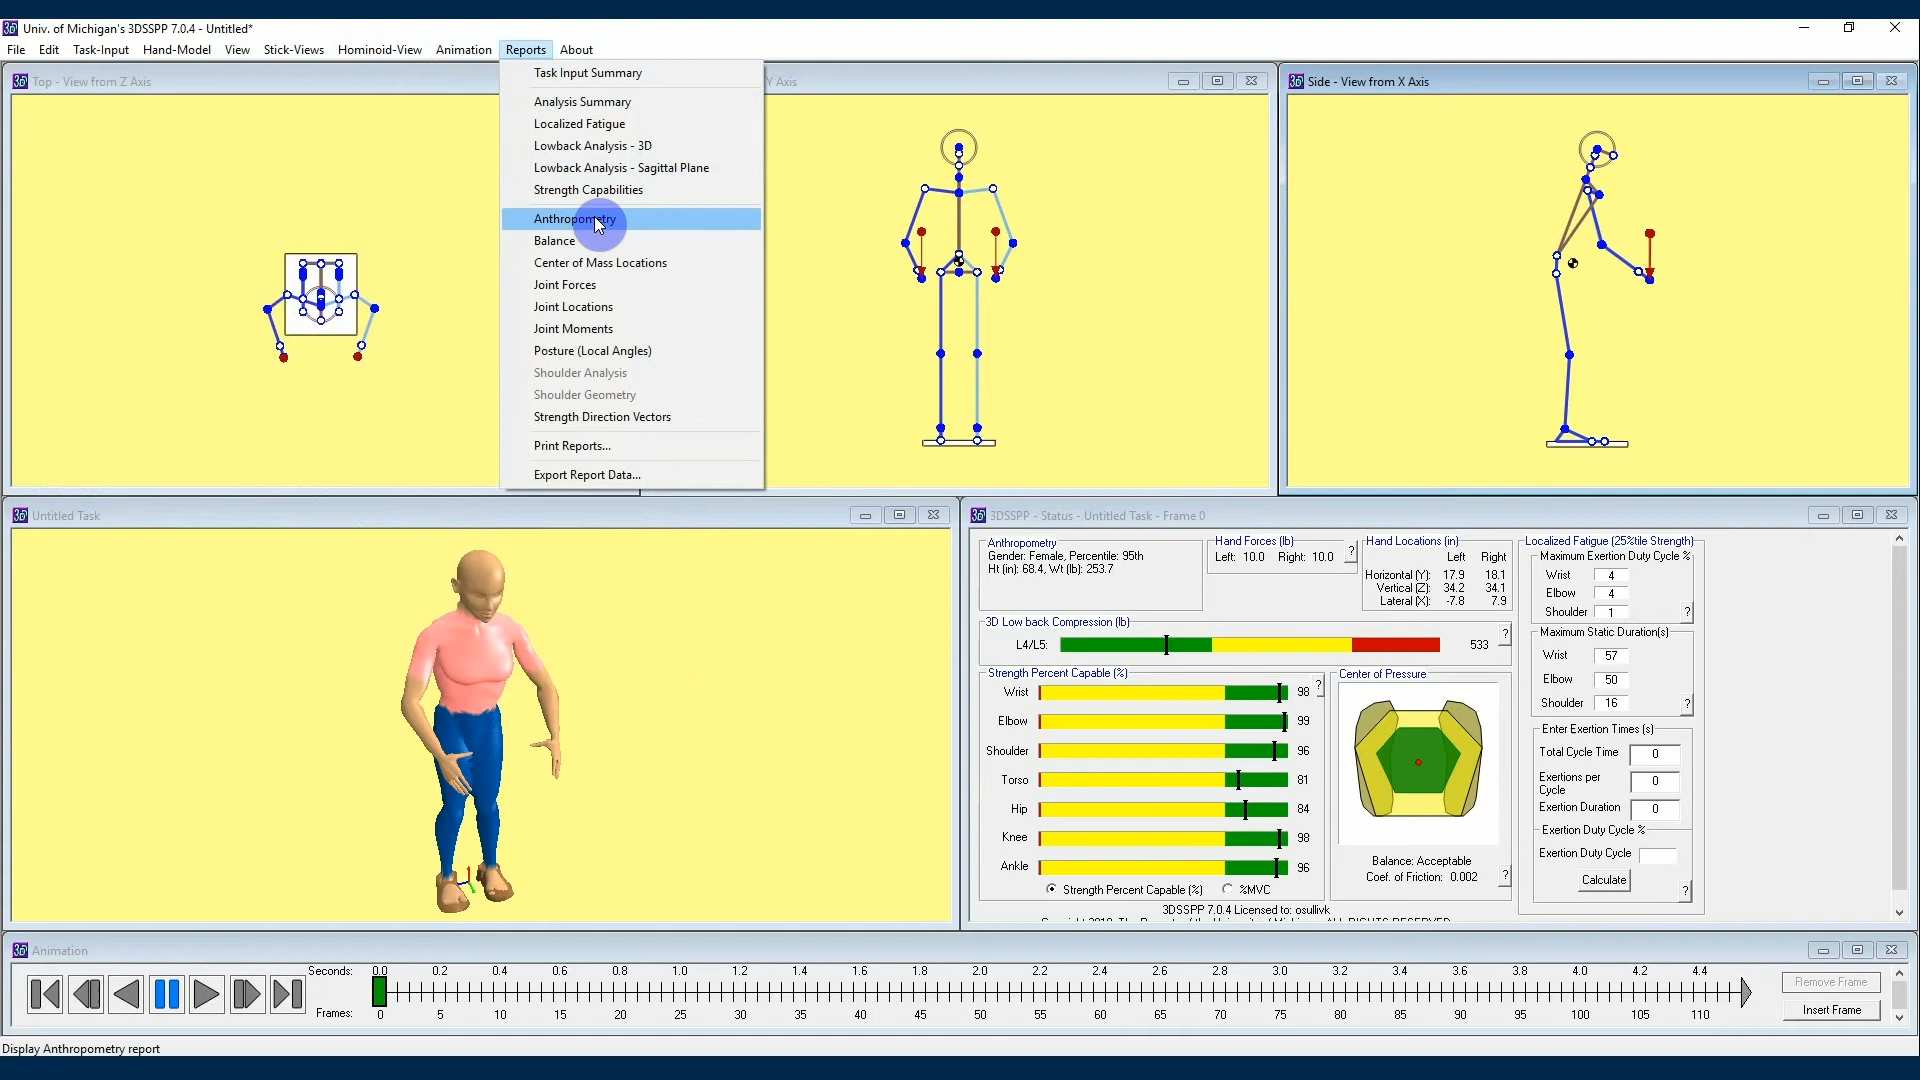 Univ. of Michigan's 3DSSPP 7.0.4 - Untitled*
File Edit Task-Input Hand-Model View Stick-Views Hominoid-View Animation Reports About
Top - View from Z Axis
Y Axis
Side - View from X Axis
Task Input Summary
Analysis Summary
Localized Fatigue
Lowback Analysis - 3D
Lowback Analysis - Sagittal Plane
Strength Capabilities
Anthropometry
Balance
Center of Mass Locations
Joint Forces
Joint Locations
Joint Moments
Posture (Local Angles)
Shoulder Analysis
Shoulder Geometry
Strength Direction Vectors
Print Reports...
Export Report Data...
Untitled Task
3DSSPP - Status - Untitled Task - Frame 0
Anthropometry
Gender: Female, Percentile: 95th
Ht (in): 68.4, Wt (lb): 253.7
Hand Forces (lb)
Left: 10.0 Right: 10.0 ?
Hand Locations (in)
Left Right
Horizontal (Y): 17.9 18.1
Vertical (Z): 34.2 34.1
Lateral (X): -7.8 7.9
3D Low back Compression (lb)
L4/L5: 533 ?
Strength Percent Capable (%)
Wrist 98 ?
Elbow 99
Shoulder 96
Torso 81
Hip 84
Knee 98
Ankle 96
Strength Percent Capable (%) %MVC
Center of Pressure
Balance: Acceptable
Coef. of Friction: 0.002 ?
3DSSPP 7.0.4 Licensed to: osullivk
Localized Fatigue (25%tile Strength)
Maximum Exertion Duty Cycle %
Wrist 4
Elbow 4
Shoulder 1 ?
Maximum Static Duration(s)
Wrist 57
Elbow 50
Shoulder 16 ?
Enter Exertion Times (s)
Total Cycle Time 0
Exertions per
Cycle 0
Exertion Duration 0
Exertion Duty Cycle %
Exertion Duty Cycle
Calculate ?
Animation
Seconds: 0.0 0.2 0.4 0.6 0.8 1.0 1.2 1.4 1.6 1.8 2.0 2.2 2.4 2.6 2.8 3.0 3.2 3.4 3.6 3.8 4.0 4.2 4.4
Frames: 0 5 10 15 20 25 30 35 40 45 50 55 60 65 70 75 80 85 90 95 100 105 110
Remove Frame
Insert Frame
Display Anthropometry report